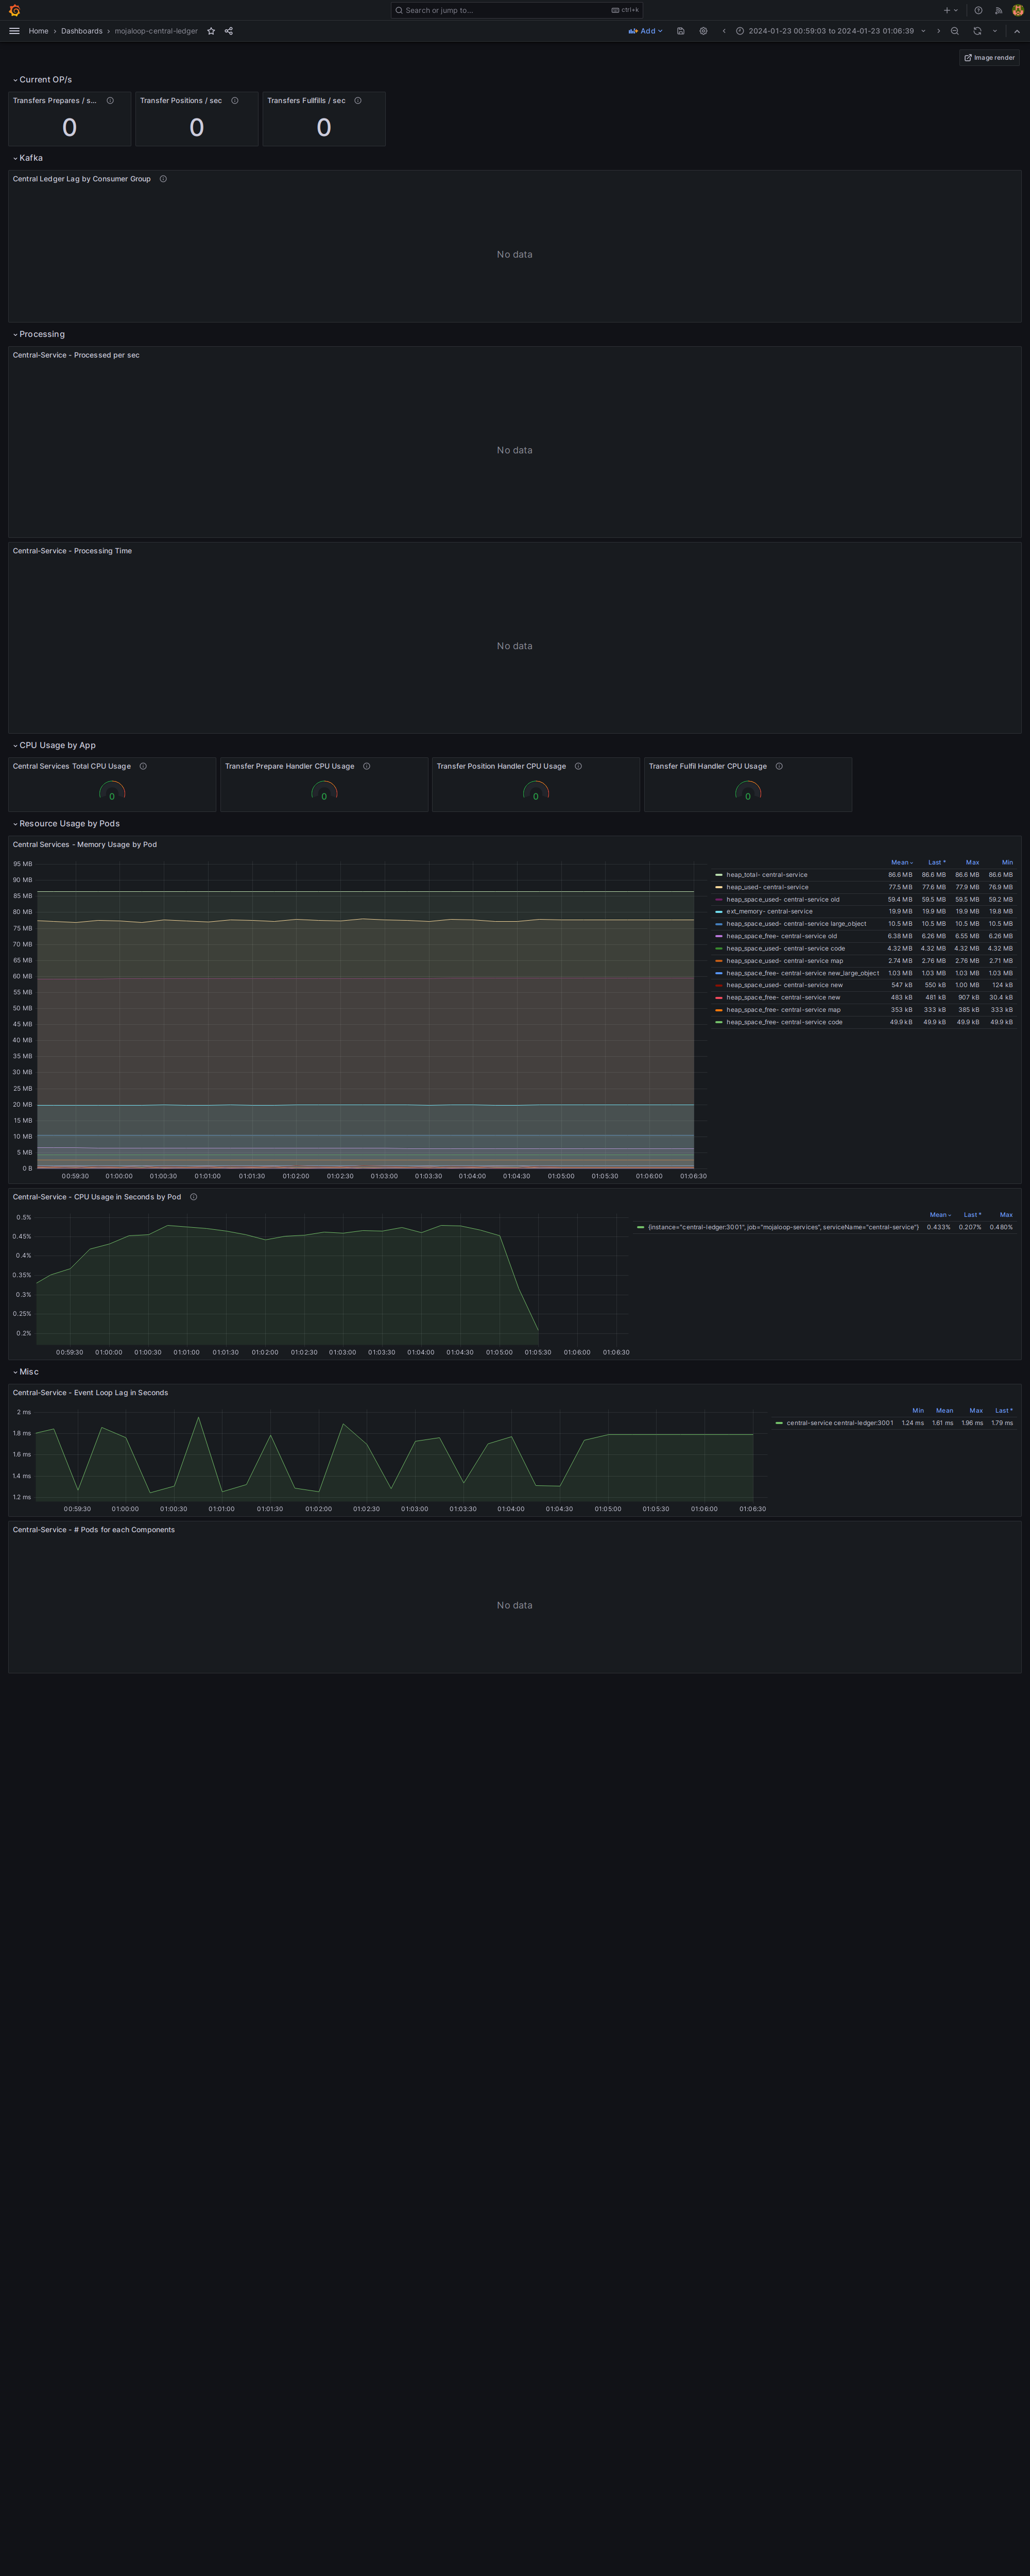 Search or jump to...
ctrl+k
Home › Dashboards › mojaloop-central-ledger
Add
2024-01-23 00:59:03 to 2024-01-23 01:06:39
Image render
Current OP/s
Transfers Prepares / s...
Transfer Positions / sec
Transfers Fullfills / sec
0
0
0
Kafka
Central Ledger Lag by Consumer Group
No data
Processing
Central-Service - Processed per sec
No data
Central-Service - Processing Time
No data
CPU Usage by App
Central Services Total CPU Usage
Transfer Prepare Handler CPU Usage
Transfer Position Handler CPU Usage
Transfer Fulfil Handler CPU Usage
0
0
0
0
Resource Usage by Pods
Central Services - Memory Usage by Pod
95 MB
90 MB
85 MB
80 MB
75 MB
70 MB
65 MB
60 MB
55 MB
50 MB
45 MB
40 MB
35 MB
30 MB
25 MB
20 MB
15 MB
10 MB
5 MB
0 B
00:59:30 01:00:00 01:00:30 01:01:00 01:01:30 01:02:00 01:02:30 01:03:00 01:03:30 01:04:00 01:04:30 01:05:00 01:05:30 01:06:00 01:06:30
Mean Last * Max Min
heap_total- central-service 86.6 MB 86.6 MB 86.6 MB 86.6 MB
heap_used- central-service 77.5 MB 77.6 MB 77.9 MB 76.9 MB
heap_space_used- central-service old 59.4 MB 59.5 MB 59.5 MB 59.2 MB
ext_memory- central-service 19.9 MB 19.9 MB 19.9 MB 19.8 MB
heap_space_used- central-service large_object 10.5 MB 10.5 MB 10.5 MB 10.5 MB
heap_space_free- central-service old 6.38 MB 6.26 MB 6.55 MB 6.26 MB
heap_space_used- central-service code 4.32 MB 4.32 MB 4.32 MB 4.32 MB
heap_space_used- central-service map 2.74 MB 2.76 MB 2.76 MB 2.71 MB
heap_space_free- central-service new_large_object 1.03 MB 1.03 MB 1.03 MB 1.03 MB
heap_space_used- central-service new 547 kB 550 kB 1.00 MB 124 kB
heap_space_free- central-service new 483 kB 481 kB 907 kB 30.4 kB
heap_space_free- central-service map 353 kB 333 kB 385 kB 333 kB
heap_space_free- central-service code 49.9 kB 49.9 kB 49.9 kB 49.9 kB
Central-Service - CPU Usage in Seconds by Pod
0.5%
0.45%
0.4%
0.35%
0.3%
0.25%
0.2%
00:59:30 01:00:00 01:00:30 01:01:00 01:01:30 01:02:00 01:02:30 01:03:00 01:03:30 01:04:00 01:04:30 01:05:00 01:05:30 01:06:00 01:06:30
Mean Last * Max
{instance="central-ledger:3001", job="mojaloop-services", serviceName="central-service"} 0.433% 0.207% 0.480%
Misc
Central-Service - Event Loop Lag in Seconds
2 ms
1.8 ms
1.6 ms
1.4 ms
1.2 ms
00:59:30 01:00:00 01:00:30 01:01:00 01:01:30 01:02:00 01:02:30 01:03:00 01:03:30 01:04:00 01:04:30 01:05:00 01:05:30 01:06:00 01:06:30
Min Mean Max Last *
central-service central-ledger:3001 1.24 ms 1.61 ms 1.96 ms 1.79 ms
Central-Service - # Pods for each Components
No data